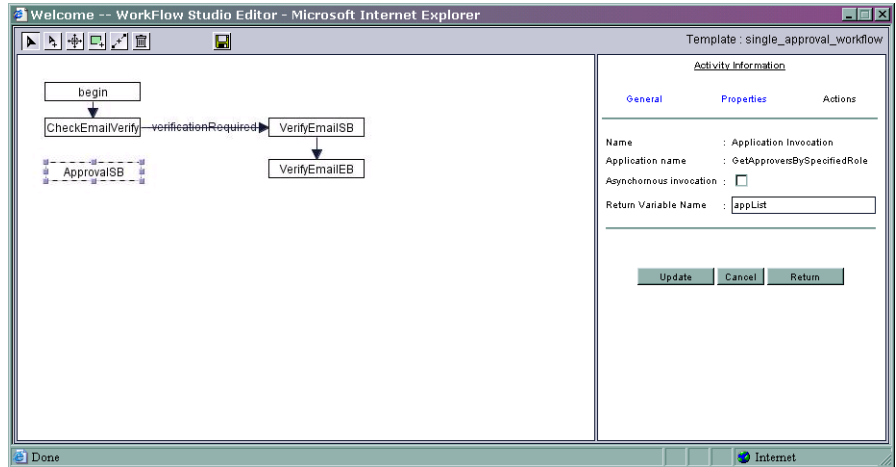 Welcome -- WorkFlow Studio Editor - Microsoft Internet Explorer
Template : single_approval_workflow
begin
CheckEmailVerify
verificationRequired
VerifyEmailSB
ApprovalSB
VerifyEmailEB
Activity Information
General Properties Actions
Name : Application Invocation
Application name : GetApproversBySpecifiedRole
Asynchornous invocation :
Return Variable Name : appList
Update Cancel Return
Done
Internet